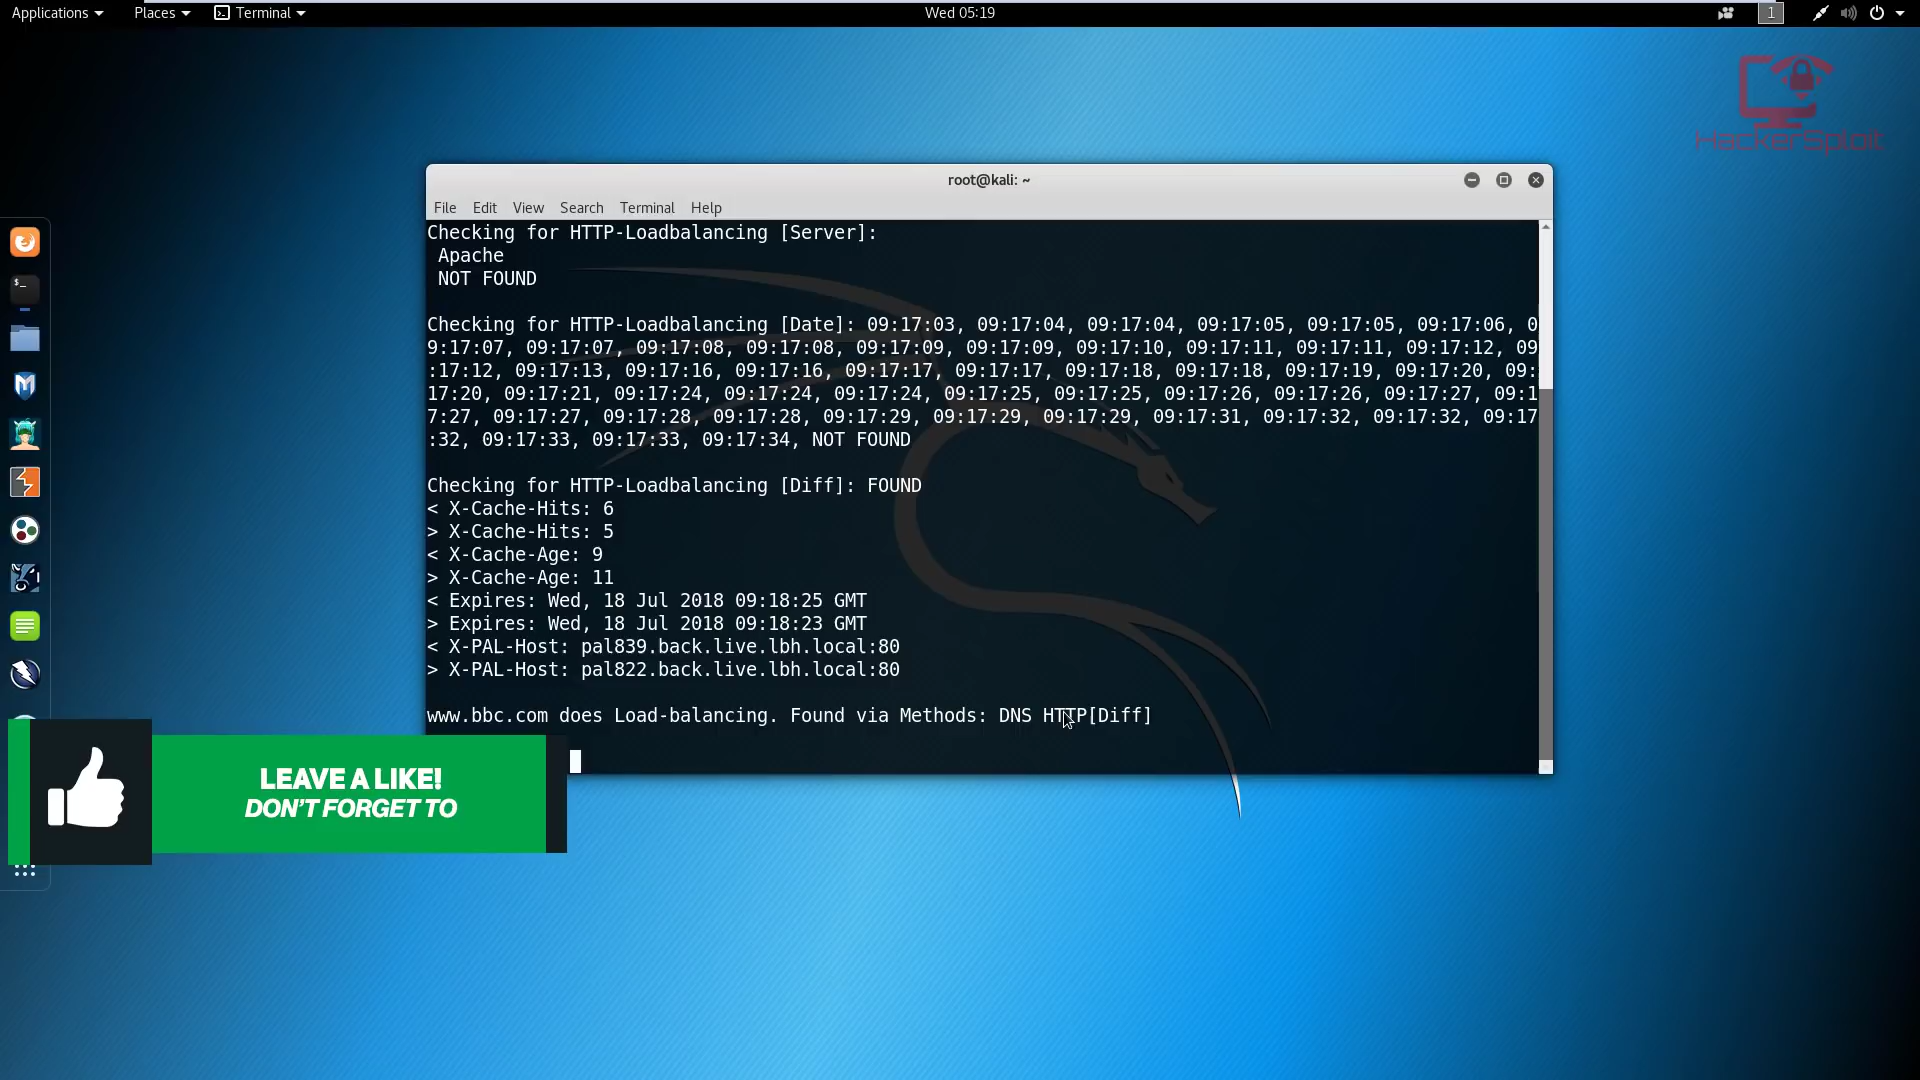 Applications Places Terminal Wed 05:19 1
HackerSploit
root@kali: ~
File Edit View Search Terminal Help
Checking for HTTP-Loadbalancing [Server]:
Apache
NOT FOUND
Checking for HTTP-Loadbalancing [Date]: 09:17:03, 09:17:04, 09:17:04, 09:17:05, 09:17:05, 09:17:06, 0
9:17:07, 09:17:07, 09:17:08, 09:17:08, 09:17:09, 09:17:09, 09:17:10, 09:17:11, 09:17:11, 09:17:12, 09
:17:12, 09:17:13, 09:17:16, 09:17:16, 09:17:17, 09:17:17, 09:17:18, 09:17:18, 09:17:19, 09:17:20, 09:
17:20, 09:17:21, 09:17:24, 09:17:24, 09:17:24, 09:17:25, 09:17:25, 09:17:26, 09:17:26, 09:17:27, 09:1
7:27, 09:17:27, 09:17:28, 09:17:28, 09:17:29, 09:17:29, 09:17:29, 09:17:31, 09:17:32, 09:17:32, 09:17
:32, 09:17:33, 09:17:33, 09:17:34, NOT FOUND
Checking for HTTP-Loadbalancing [Diff]: FOUND
< X-Cache-Hits: 6
> X-Cache-Hits: 5
< X-Cache-Age: 9
> X-Cache-Age: 11
< Expires: Wed, 18 Jul 2018 09:18:25 GMT
> Expires: Wed, 18 Jul 2018 09:18:23 GMT
< X-PAL-Host: pal839.back.live.lbh.local:80
> X-PAL-Host: pal822.back.live.lbh.local:80
www.bbc.com does Load-balancing. Found via Methods: DNS HTTP[Diff]
LEAVE A LIKE!
DON'T FORGET TO